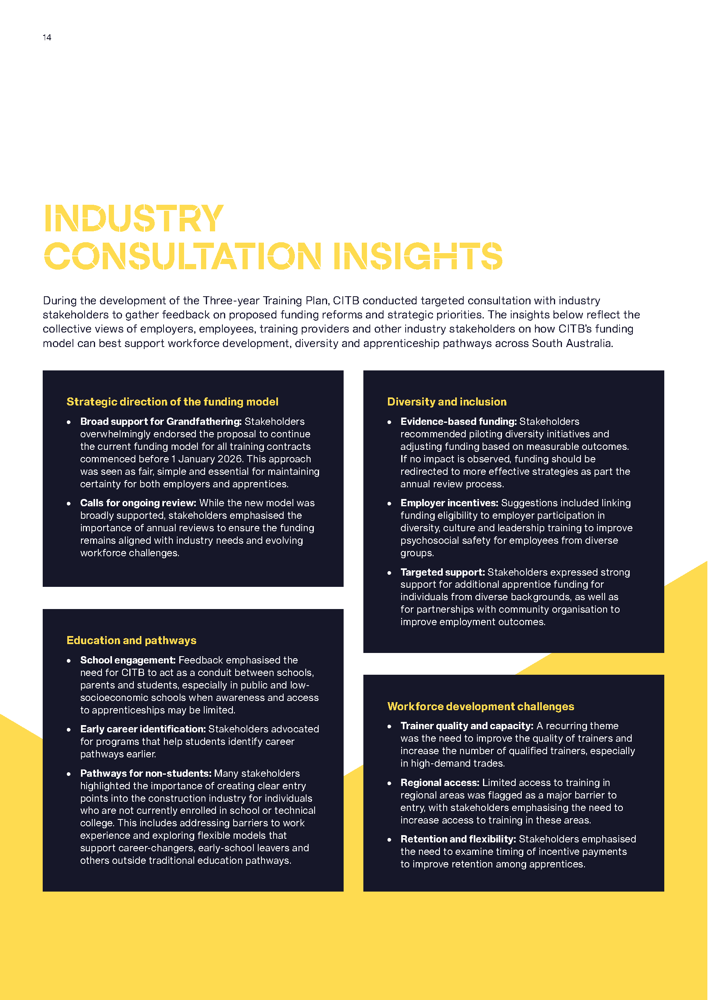 14
INDUSTRY
CONSULTATION INSIGHTS
During the development of the Three-year Training Plan, CITB conducted targeted consultation with industry
stakeholders to gather feedback on proposed funding reforms and strategic priorities. The insights below reflect the
collective views of employers, employees, training providers and other industry stakeholders on how CITB’s funding
model can best support workforce development, diversity and apprenticeship pathways across South Australia.
Strategic direction of the funding model
• Broad support for Grandfathering: Stakeholders
overwhelmingly endorsed the proposal to continue
the current funding model for all training contracts
commenced before 1 January 2026. This approach
was seen as fair, simple and essential for maintaining
certainty for both employers and apprentices.
• Calls for ongoing review: While the new model was
broadly supported, stakeholders emphasised the
importance of annual reviews to ensure the funding
remains aligned with industry needs and evolving
workforce challenges.
Education and pathways
• School engagement: Feedback emphasised the
need for CITB to act as a conduit between schools,
parents and students, especially in public and low-
socioeconomic schools when awareness and access
to apprenticeships may be limited.
• Early career identification: Stakeholders advocated
for programs that help students identify career
pathways earlier.
• Pathways for non-students: Many stakeholders
highlighted the importance of creating clear entry
points into the construction industry for individuals
who are not currently enrolled in school or technical
college. This includes addressing barriers to work
experience and exploring flexible models that
support career-changers, early-school leavers and
others outside traditional education pathways.
Diversity and inclusion
• Evidence-based funding: Stakeholders
recommended piloting diversity initiatives and
adjusting funding based on measurable outcomes.
If no impact is observed, funding should be
redirected to more effective strategies as part the
annual review process.
• Employer incentives: Suggestions included linking
funding eligibility to employer participation in
diversity, culture and leadership training to improve
psychosocial safety for employees from diverse
groups.
• Targeted support: Stakeholders expressed strong
support for additional apprentice funding for
individuals from diverse backgrounds, as well as
for partnerships with community organisation to
improve employment outcomes.
Workforce development challenges
• Trainer quality and capacity: A recurring theme
was the need to improve the quality of trainers and
increase the number of qualified trainers, especially
in high-demand trades.
• Regional access: Limited access to training in
regional areas was flagged as a major barrier to
entry, with stakeholders emphasising the need to
increase access to training in these areas.
• Retention and flexibility: Stakeholders emphasised
the need to examine timing of incentive payments
to improve retention among apprentices.